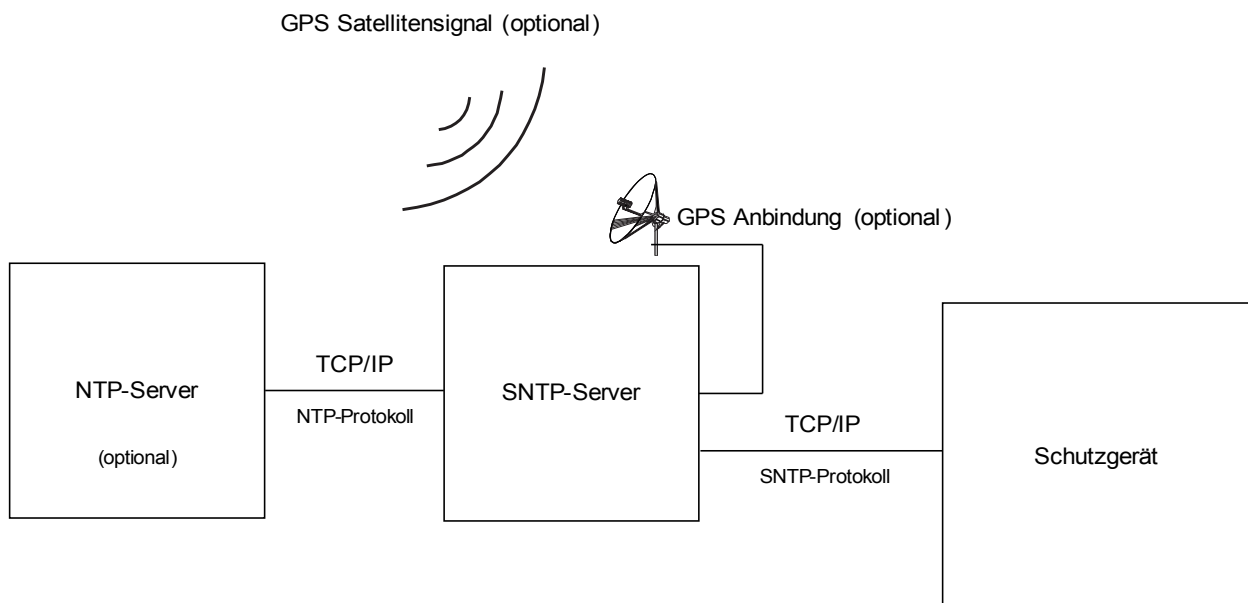 GPS Satellitensignal (optional)
GPS Anbindung (optional)
NTP-Server
(optional)
TCP/IP
NTP-Protokoll
SNTP-Server
TCP/IP
SNTP-Protokoll
Schutzgerät